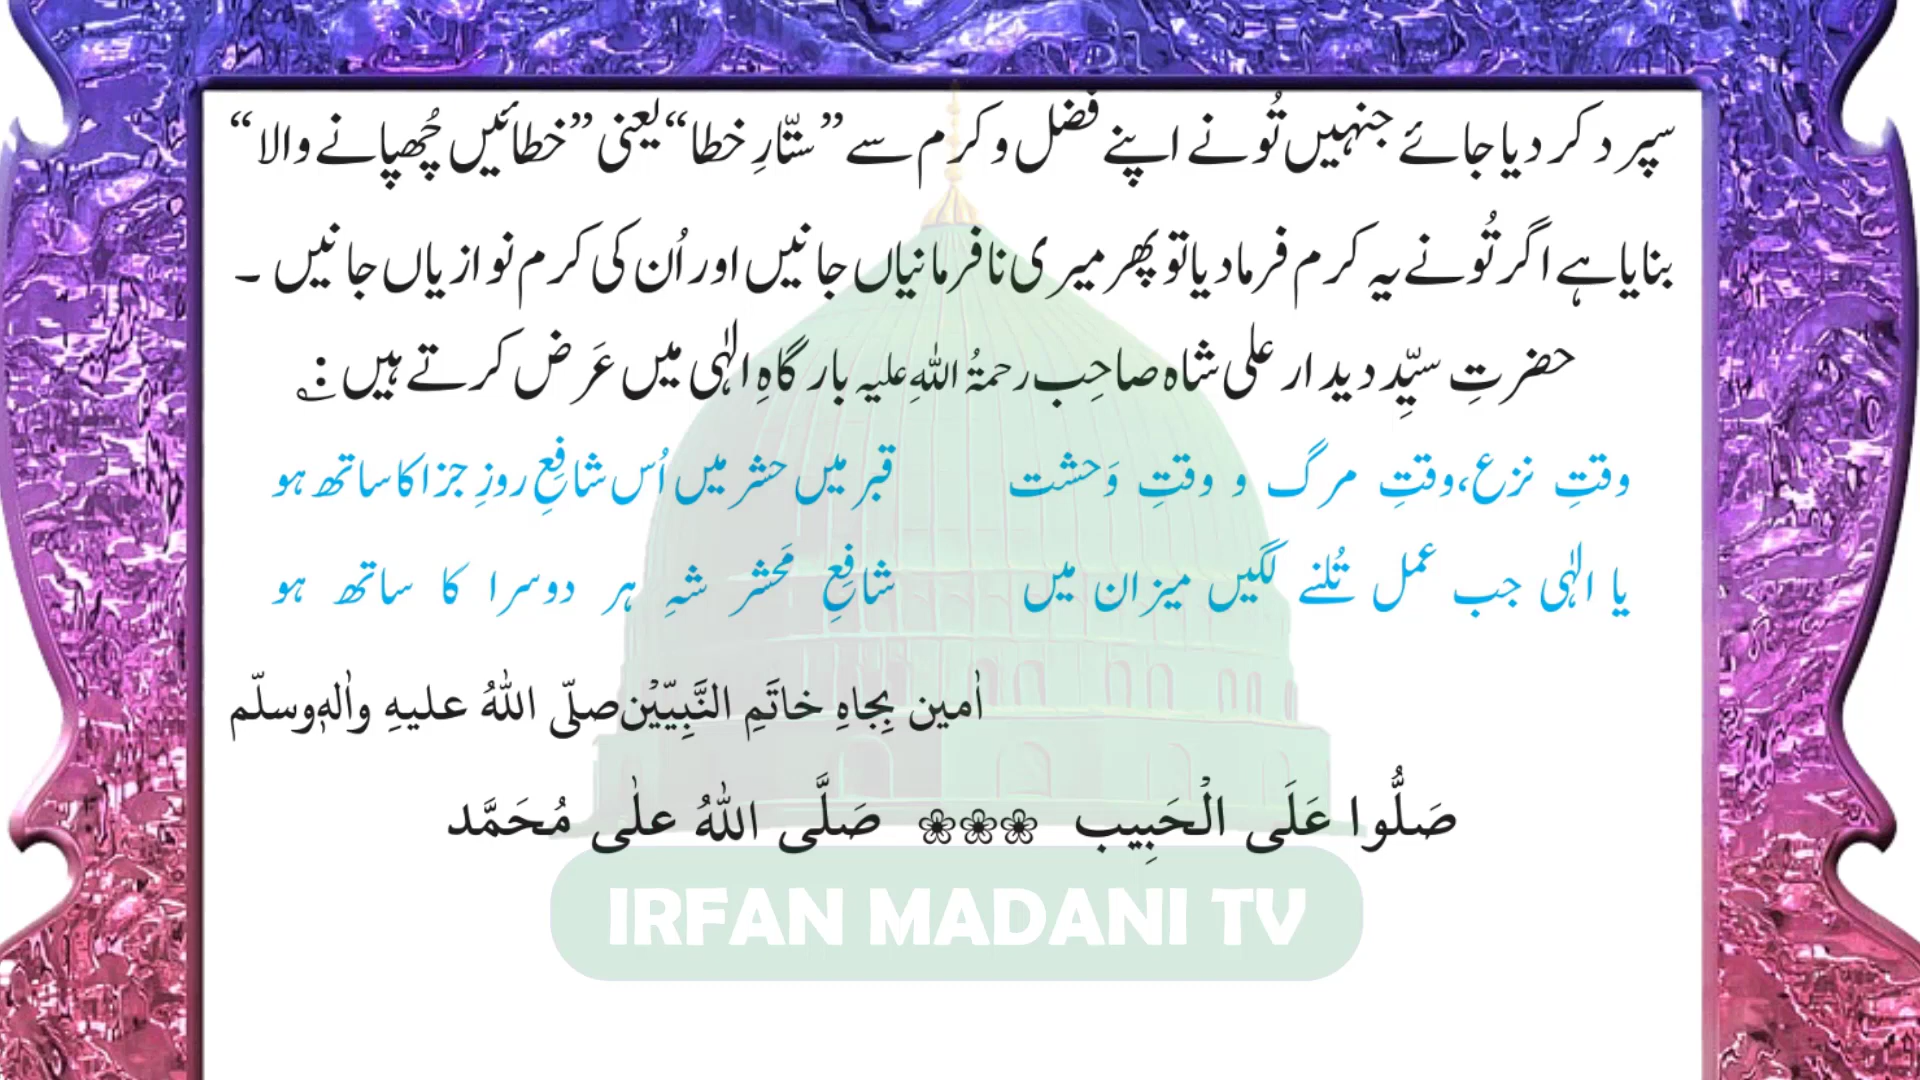 سپرد کر دیا جائے جنہیں تُو نے اپنے فضل و کرم سے ”ستّارِ خطا“ یعنی ”خطائیں چُھپانے والا“
بنایا ہے اگر تُو نے یہ کرم فرما دیا تو پھر میری نافرمانیاں جانیں اور اُن کی کرم نوازیاں جانیں ۔
حضرتِ سیِّد دیدار علی شاہ صاحِب رحمۃُ اللہِ علیہ بارگاہِ الٰہی میں عَرض کرتے ہیں :؎
وقتِ نزع، وقتِ مرگ و وقتِ وَحشت قبر میں حشر میں اُس شافِعِ روزِ جزا کا ساتھ ہو
یا الٰہی جب عمل تُلنے لگیں میزان میں شافِعِ مَحشر شہِ ہر دوسرا کا ساتھ ہو
اٰمین بِجاہِ خاتَمِ النَّبِیّیْن صلّی اللہُ علیہِ واٰلہٖ وسلّم
صَلُّوا عَلَی الْحَبِیب ❀❀❀ صَلَّی اللہُ علٰی مُحَمَّد
IRFAN MADANI TV